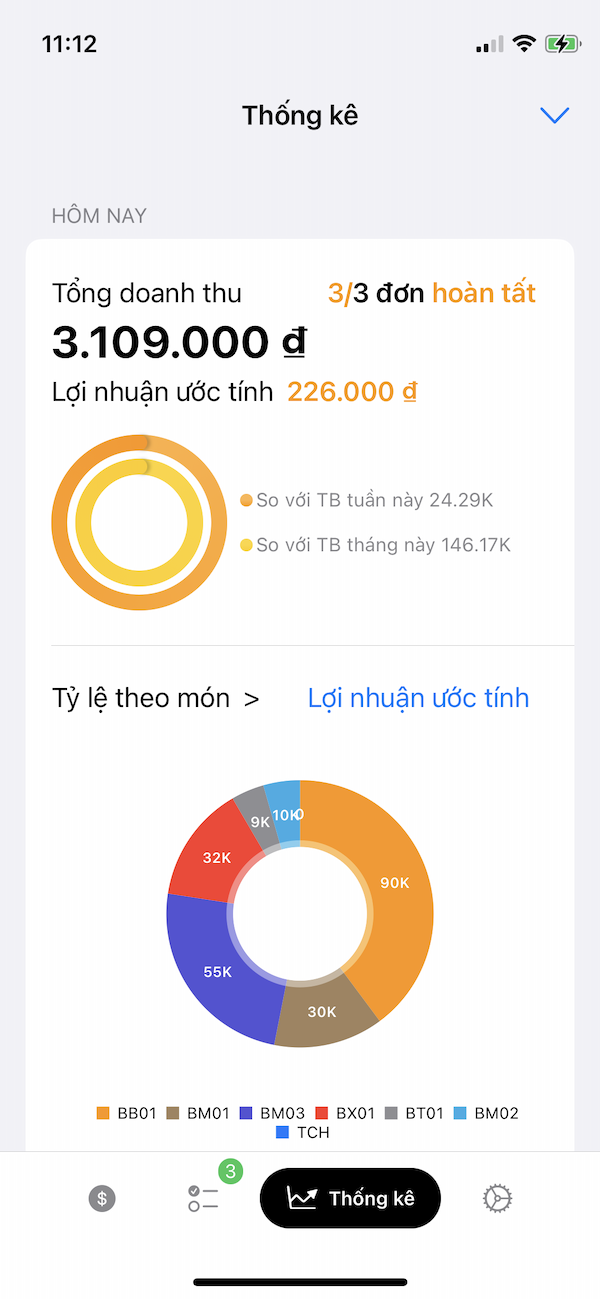 11:12
Thống kê
HÔM NAY
Tổng doanh thu 3/3 đơn hoàn tất
3.109.000 ₫
Lợi nhuận ước tính 226.000 ₫
So với TB tuần này 24.29K
So với TB tháng này 146.17K
Tỷ lệ theo món > Lợi nhuận ước tính
9K 10K 0
32K
90K
55K
30K
BB01 BM01 BM03 BX01 BT01 BM02
TCH
3
$ Thống kê